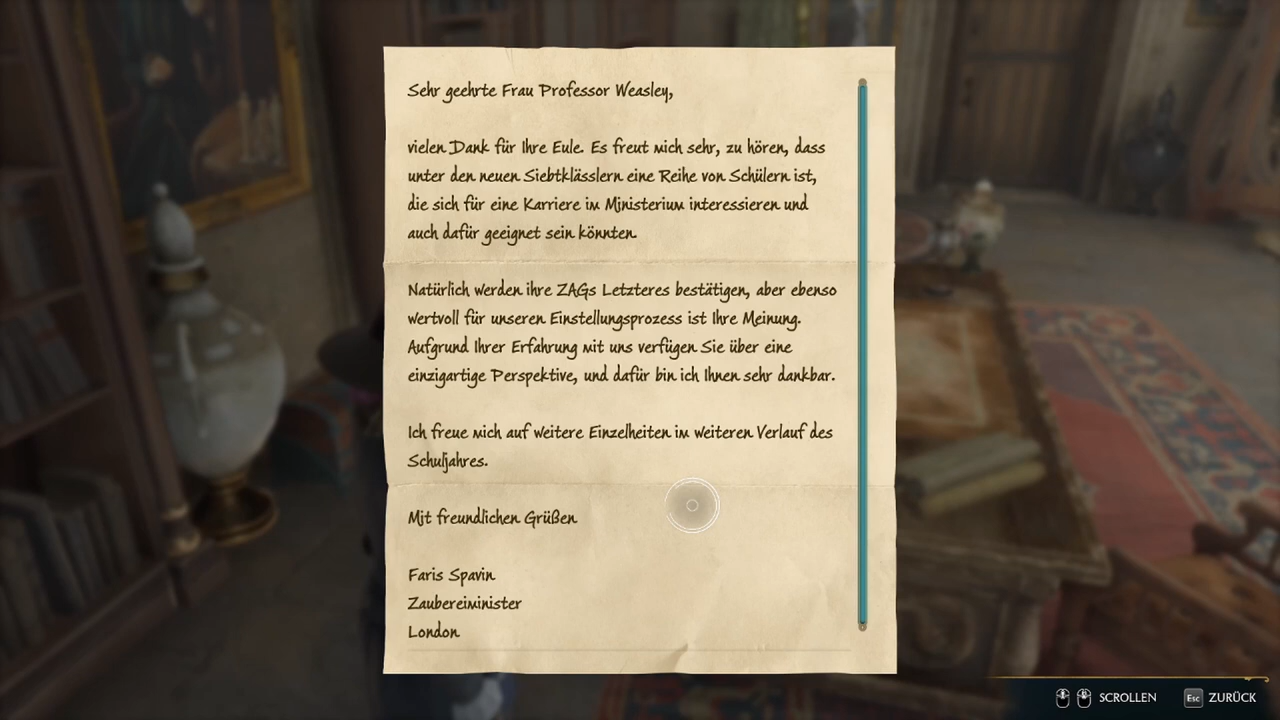 Sehr geehrte Frau Professor Weasley,
vielen Dank für Ihre Eule. Es freut mich sehr, zu hören, dass
unter den neuen Siebtklässlern eine Reihe von Schülern ist,
die sich für eine Karriere im Ministerium interessieren und
auch dafür geeignet sein könnten.
Natürlich werden ihre ZAGs Letzteres bestätigen, aber ebenso
wertvoll für unseren Einstellungsprozess ist Ihre Meinung.
Aufgrund Ihrer Erfahrung mit uns verfügen Sie über eine
einzigartige Perspektive, und dafür bin ich Ihnen sehr dankbar.
Ich freue mich auf weitere Einzelheiten im weiteren Verlauf des
Schuljahres.
Mit freundlichen Grüßen
Faris Spavin
Zaubereiminister
London
SCROLLEN Esc ZURÜCK